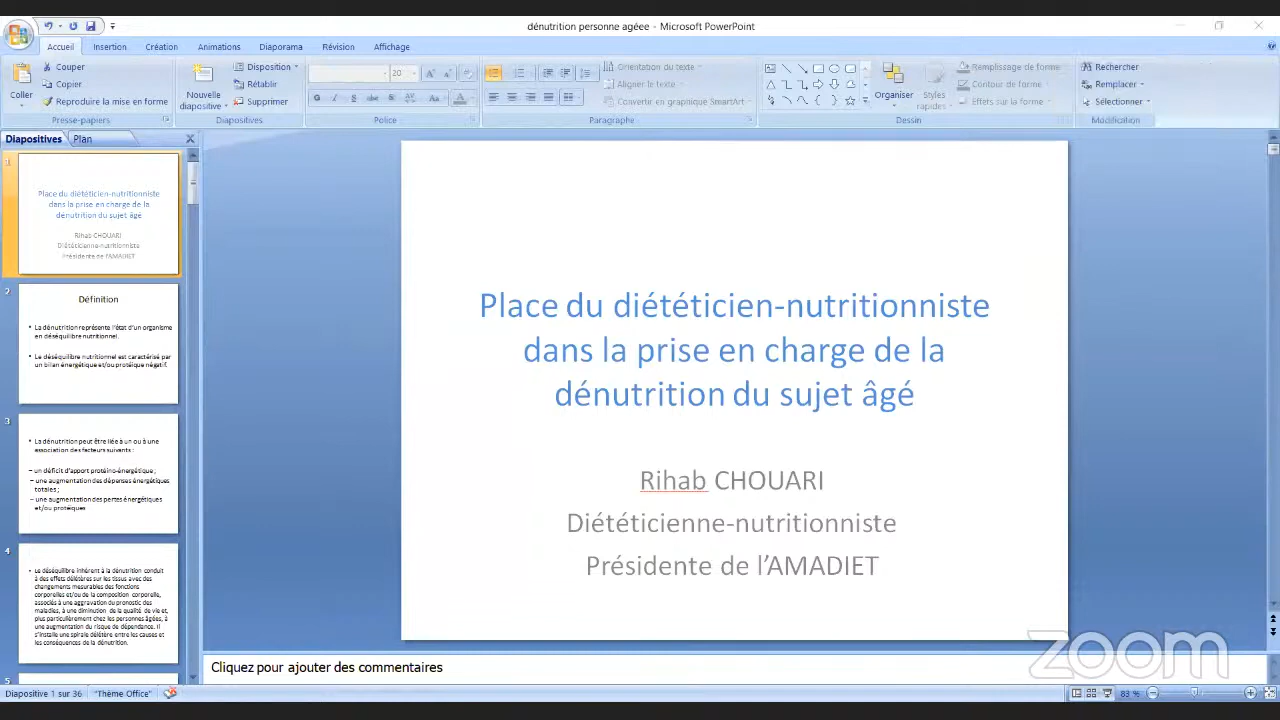 dénutrition personne agéee - Microsoft PowerPoint
Accueil
Insertion
Création
Animations
Diaporama
Révision
Affichage
Coller
Couper
Copier
Reproduire la mise en forme
Presse-papiers
Nouvelle
diapositive
Disposition
Rétablir
Supprimer
Diapositives
20
G I S abc S AV Aa A
Police
Orientation du texte
Aligner le texte
Convertir en graphique SmartArt
Paragraphe
Organiser
Styles
rapides
Remplissage de forme
Contour de forme
Effets sur la forme
Dessin
Rechercher
Remplacer
Sélectionner
Modification
Diapositives
Plan
1
Place du diététicien-nutritionniste
dans la prise en charge de la
dénutrition du sujet âgé
Rihab CHOUARI
Diététicienne-nutritionniste
Présidente de l'AMADIET
2
Définition
• La dénutrition représente l'état d'un organisme
en déséquilibre nutritionnel.
• Le déséquilibre nutritionnel est caractérisé par
un bilan énergétique et/ou protéique négatif.
3
• La dénutrition peut être liée à un ou à une
association des facteurs suivants :
– un déficit d'apport protéino-énergétique ;
– une augmentation des dépenses énergétiques
totales ;
– une augmentation des pertes énergétiques
et/ou protéiques
4
• Le déséquilibre inhérent à la dénutrition conduit
à des effets délétères sur les tissus avec des
changements mesurables des fonctions
corporelles et/ou de la composition corporelle,
associés à une aggravation du pronostic des
maladies, à une diminution de la qualité de vie et,
plus particulièrement chez les personnes âgées, à
une augmentation du risque de dépendance. Il
s'installe une spirale délétère entre les causes et
les conséquences de la dénutrition.
5
Place du diététicien-nutritionniste
dans la prise en charge de la
dénutrition du sujet âgé
Rihab CHOUARI
Diététicienne-nutritionniste
Présidente de l'AMADIET
Cliquez pour ajouter des commentaires
zoom
Diapositive 1 sur 36
"Thème Office"
83 %